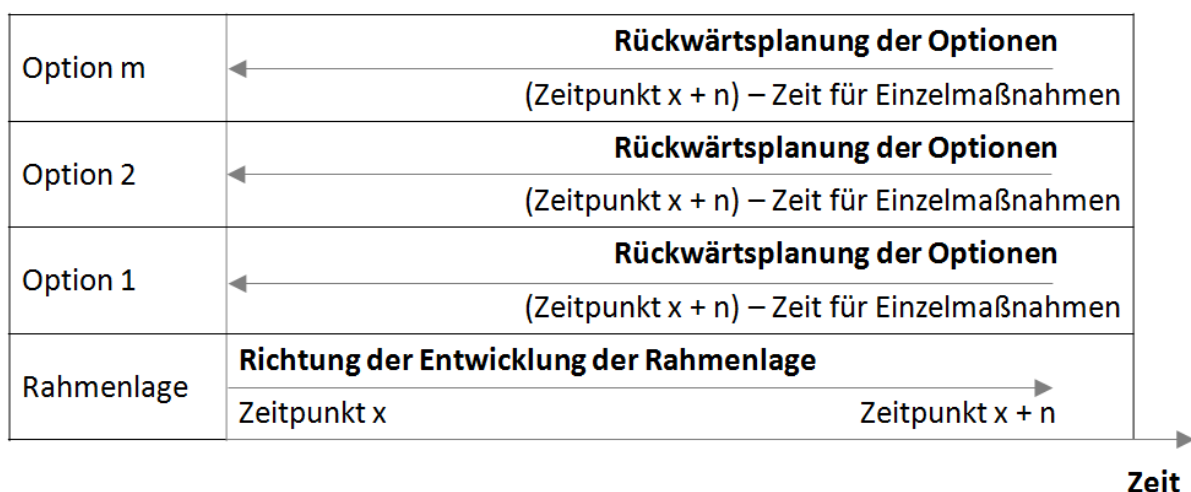 Option m
Rückwärtsplanung der Optionen
(Zeitpunkt x + n) – Zeit für Einzelmaßnahmen
Option 2
Rückwärtsplanung der Optionen
(Zeitpunkt x + n) – Zeit für Einzelmaßnahmen
Option 1
Rückwärtsplanung der Optionen
(Zeitpunkt x + n) – Zeit für Einzelmaßnahmen
Rahmenlage
Richtung der Entwicklung der Rahmenlage
Zeitpunkt x
Zeitpunkt x + n
Zeit